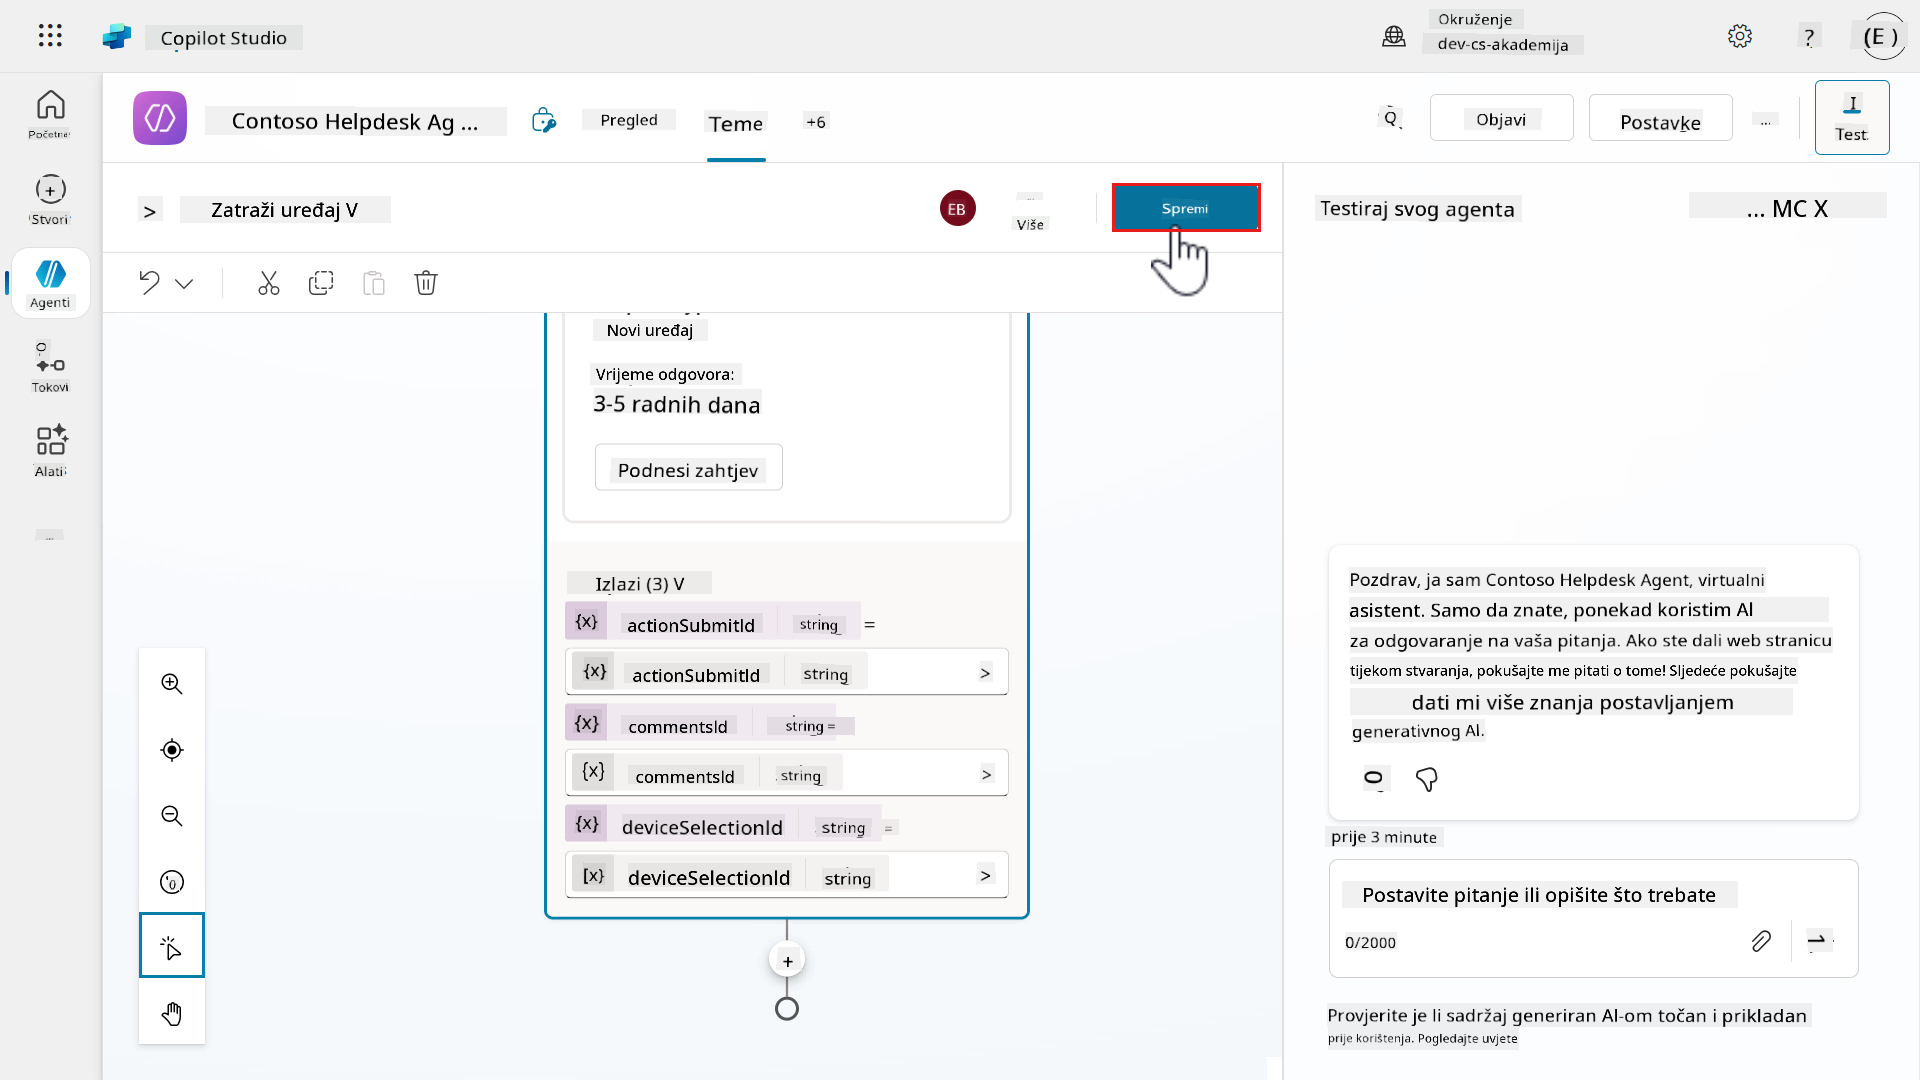 Copilot Studio
Okruženje
dev-cs-akademija
?
(E )
Početne
Stvori
Agenti
Tokovi
Alati
Contoso Helpdesk Ag ...
Pregled
Teme
+6
Objavi
Postavke
...
Test
> Zatraži uređaj V
EB
Više
Spremi
Novi uređaj
Vrijeme odgovora:
3-5 radnih dana
Podnesi zahtjev
Izlazi (3) V
{x} actionSubmitId string =
{x} actionSubmitId string >
{x} commentsId string =
{x} commentsId string >
{x} deviceSelectionId string =
[x} deviceSelectionId string >
+
Testiraj svog agenta
... MC X
Pozdrav, ja sam Contoso Helpdesk Agent, virtualni
asistent. Samo da znate, ponekad koristim AI
za odgovaranje na vaša pitanja. Ako ste dali web stranicu
tijekom stvaranja, pokušajte me pitati o tome! Sljedeće pokušajte
dati mi više znanja postavljanjem
generativnog AI.
prije 3 minute
Postavite pitanje ili opišite što trebate
0/2000
Provjerite je li sadržaj generiran AI-om točan i prikladan
prije korištenja. Pogledajte uvjete